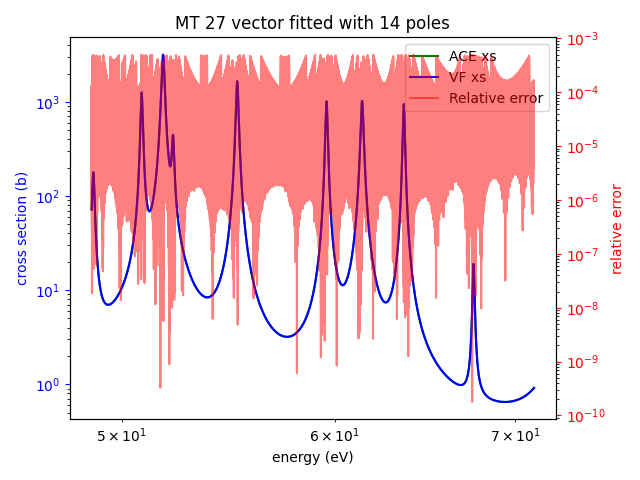 MT 27 vector fitted with 14 poles
ACE xs
VF xs
Relative error
cross section (b)
10³
10²
10¹
10⁰
relative error
10⁻³
10⁻⁴
10⁻⁵
10⁻⁶
10⁻⁷
10⁻⁸
10⁻⁹
10⁻¹⁰
5 × 10¹ 6 × 10¹ 7 × 10¹
energy (eV)